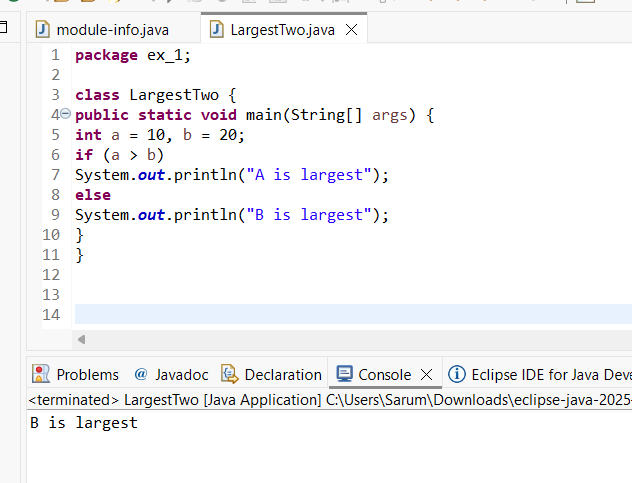 module-info.java LargestTwo.java
1 package ex_1;
2
3 class LargestTwo {
4 public static void main(String[] args) {
5 int a = 10, b = 20;
6 if (a > b)
7 System.out.println("A is largest");
8 else
9 System.out.println("B is largest");
10 }
11 }
12
13
14
Problems @ Javadoc Declaration Console Eclipse IDE for Java Deve
<terminated> LargestTwo [Java Application] C:\Users\Sarum\Downloads\eclipse-java-2025-
B is largest